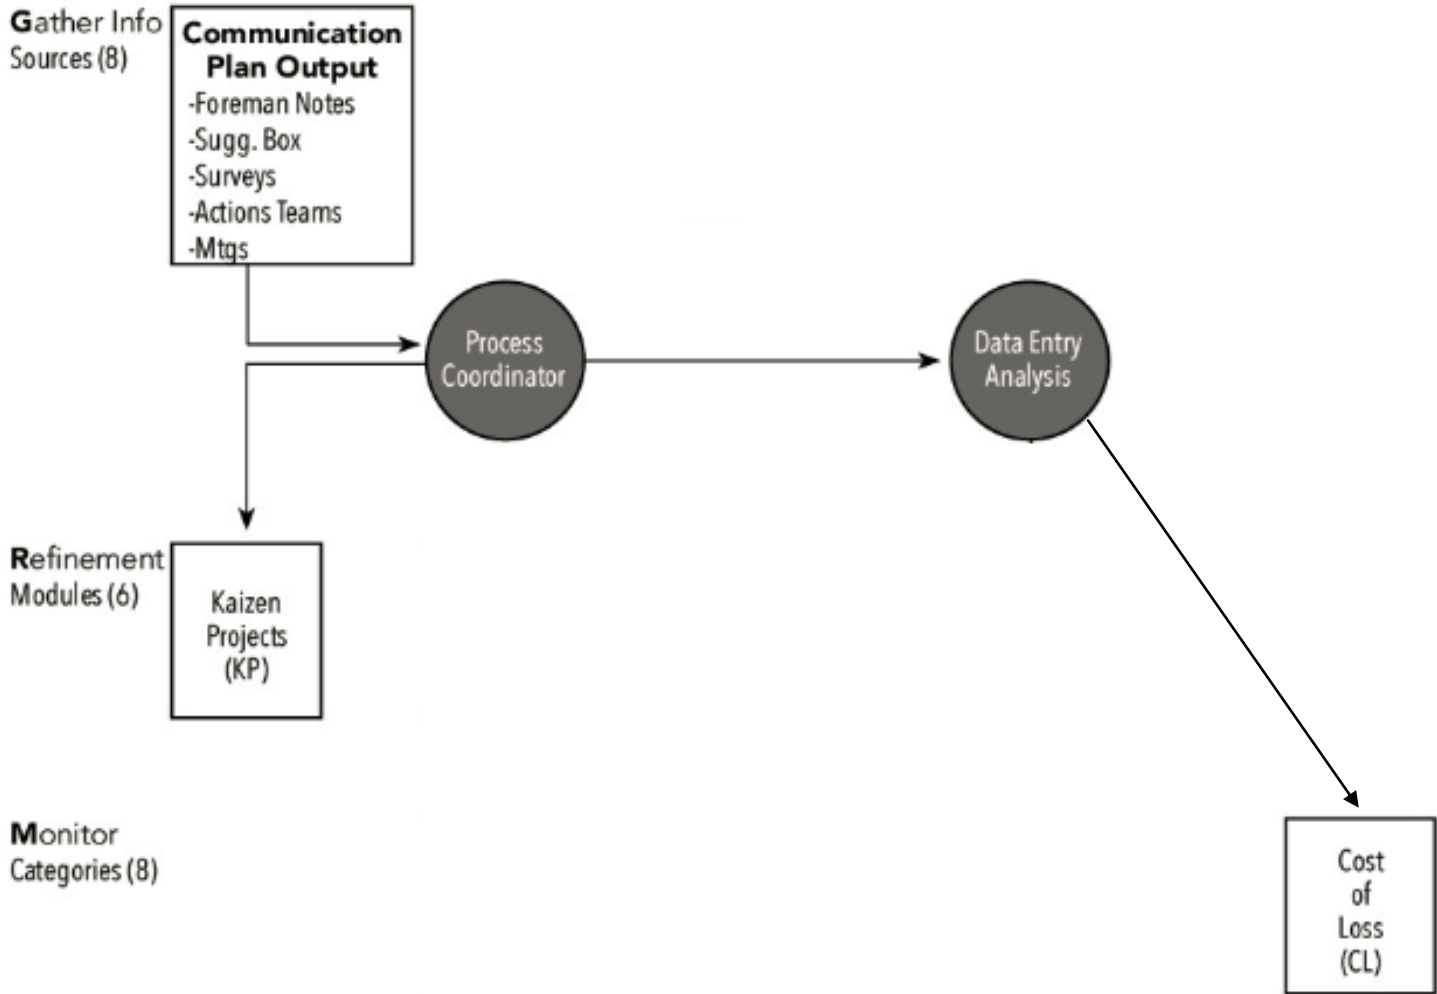 Gather Info
Sources (8)
Communication
Plan Output
-Foreman Notes
-Sugg. Box
-Surveys
-Actions Teams
-Mtgs
Process
Coordinator
Data Entry
Analysis
Refinement
Modules (6)
Kaizen
Projects
(KP)
Monitor
Categories (8)
Cost
of
Loss
(CL)